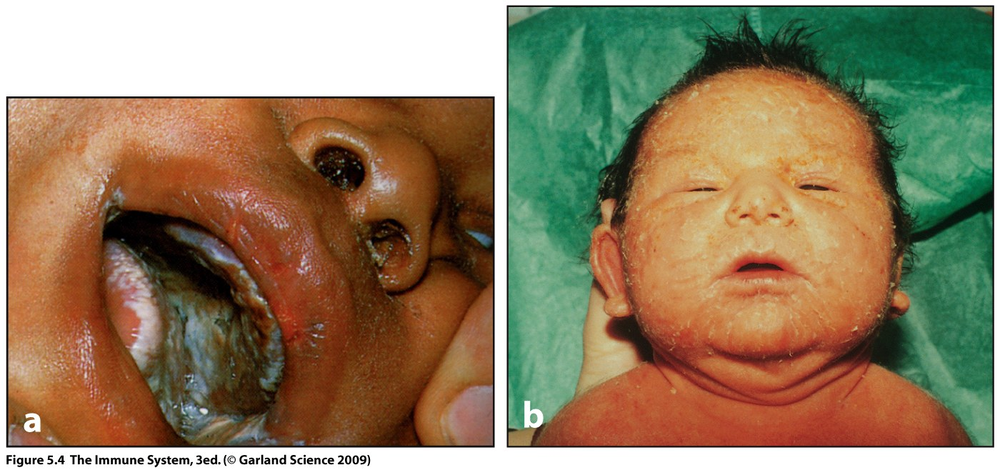 a
b
Figure 5.4 The Immune System, 3ed. (© Garland Science 2009)